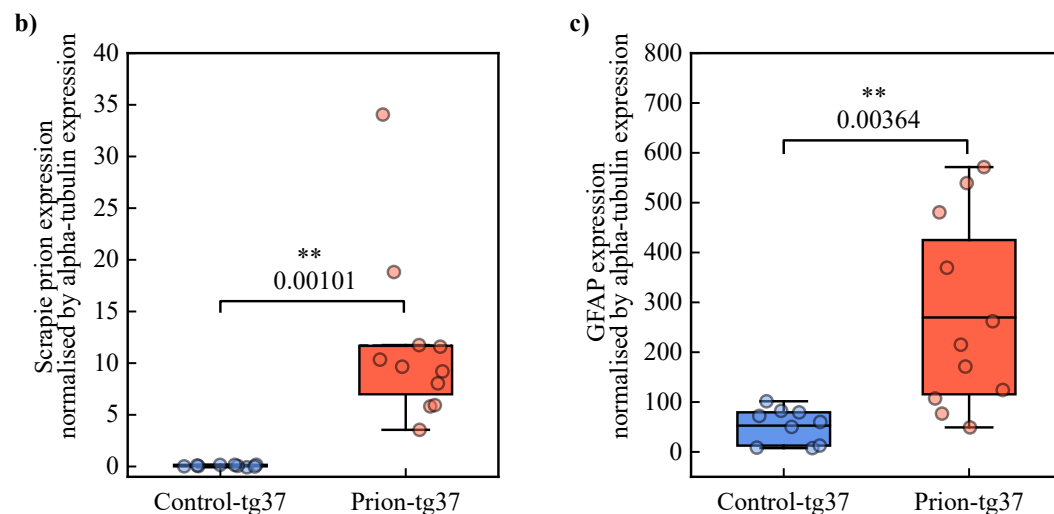 b)
Scrapie prion expression
normalised by alpha-tubulin expression
40
35
30
25
20
15
10
5
0
**
0.00101
Control-tg37 Prion-tg37
c)
GFAP expression
normalised by alpha-tubulin expression
800
700
600
500
400
300
200
100
0
**
0.00364
Control-tg37 Prion-tg37